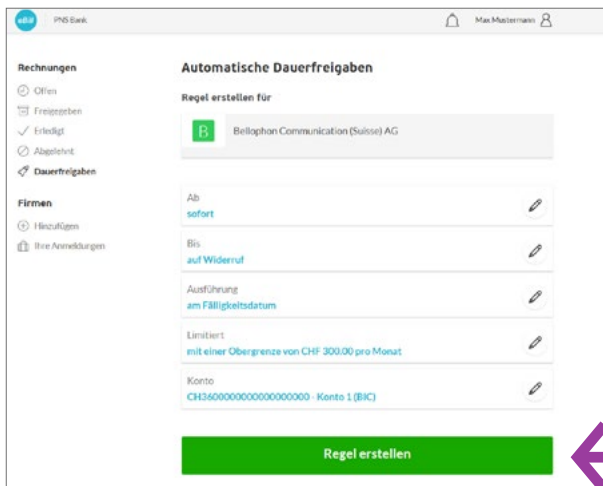 eBill PNS Bank Max Mustermann
Rechnungen
Offen
Freigegeben
Erledigt
Abgelehnt
Dauerfreigaben
Firmen
Hinzufügen
Ihre Anmeldungen
Automatische Dauerfreigaben
Regel erstellen für
B Bellophon Communication (Suisse) AG
Ab
sofort
Bis
auf Widerruf
Ausführung
am Fälligkeitsdatum
Limitiert
mit einer Obergrenze von CHF 300.00 pro Monat
Konto
CH3600000000000000000 - Konto 1 (BIC)
Regel erstellen